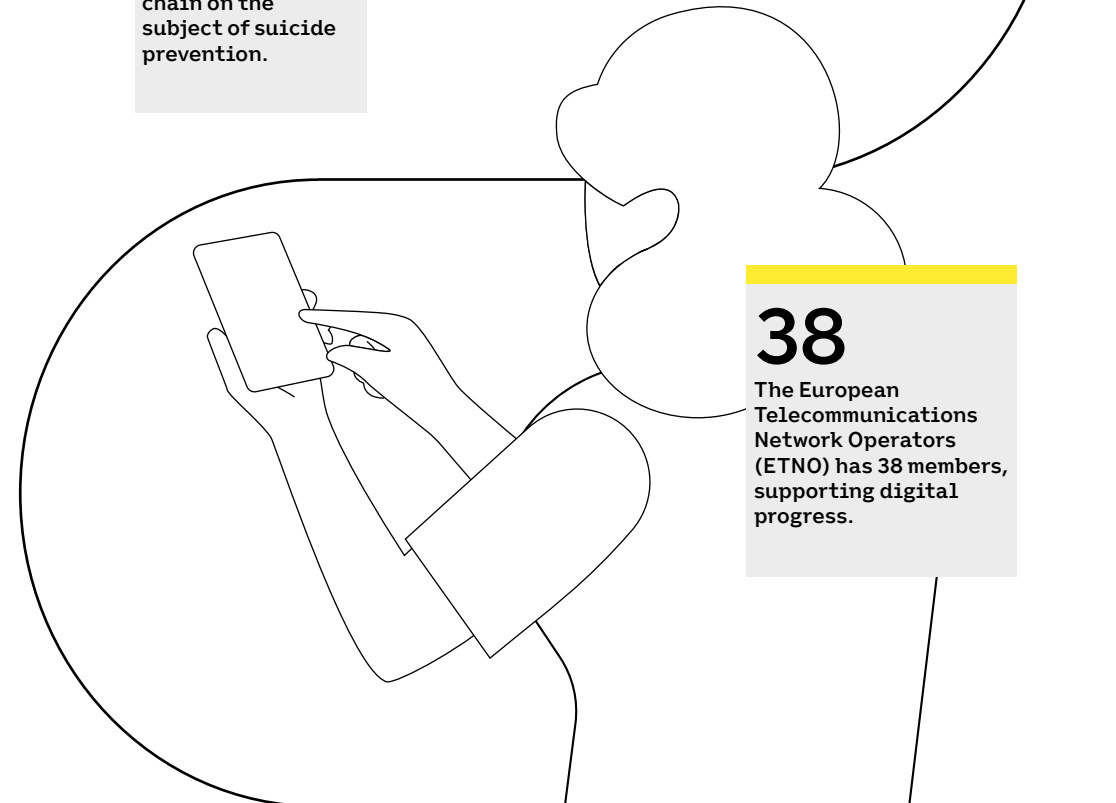 chain on the
subject of suicide
prevention.
38
The European
Telecommunications
Network Operators
(ETNO) has 38 members,
supporting digital
progress.